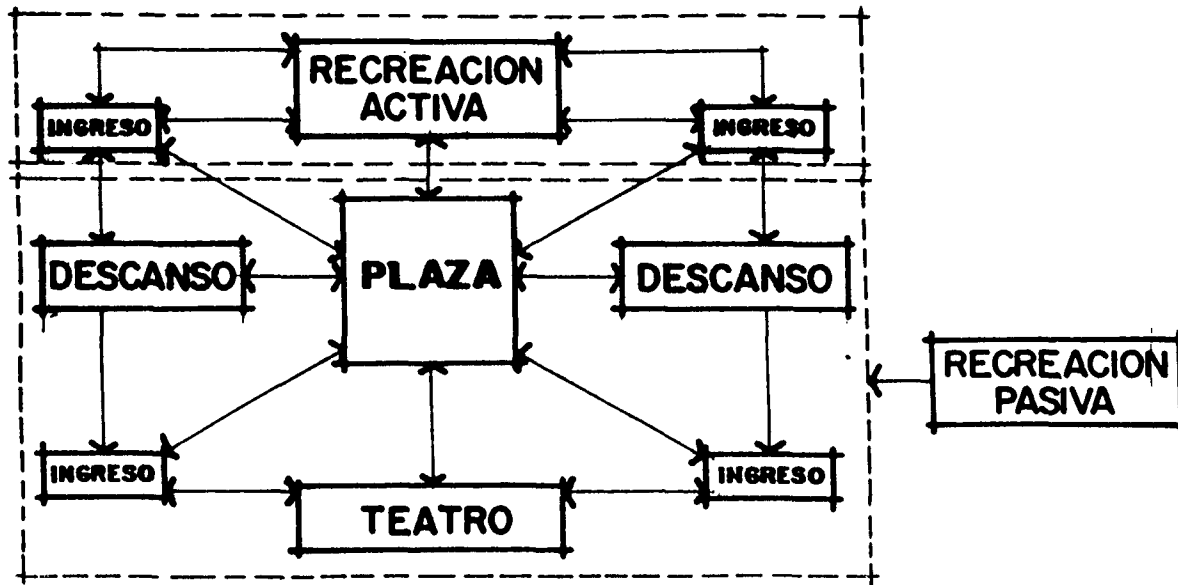 RECREACION
ACTIVA
INGRESO
INGRESO
DESCANSO
PLAZA
DESCANSO
RECREACION
PASIVA
INGRESO
INGRESO
TEATRO